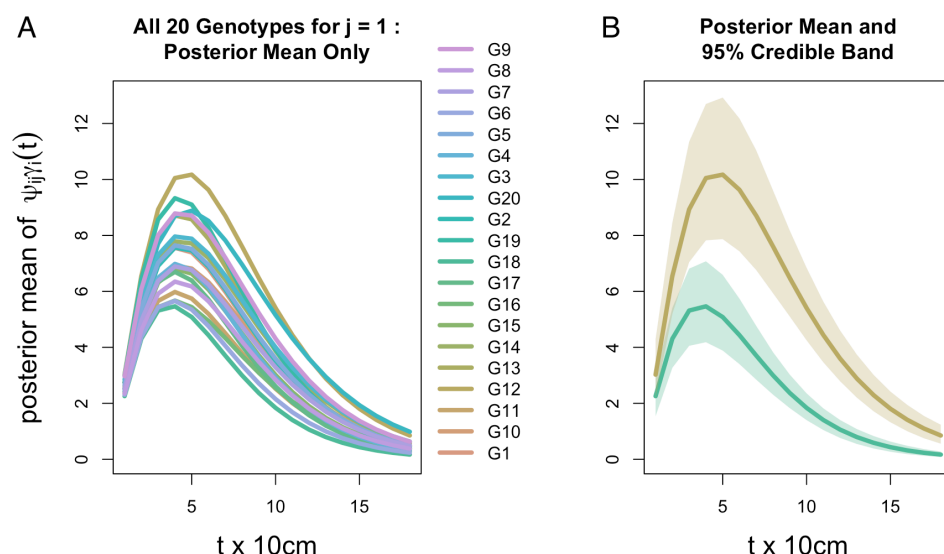 A
All 20 Genotypes for j = 1 :
Posterior Mean Only
posterior mean of ψijγi(t)
12
10
8
6
4
2
0
5
10
15
t x 10cm
G9
G8
G7
G6
G5
G4
G3
G20
G2
G19
G18
G17
G16
G15
G14
G13
G12
G11
G10
G1
B
Posterior Mean and
95% Credible Band
12
10
8
6
4
2
0
5
10
15
t x 10cm